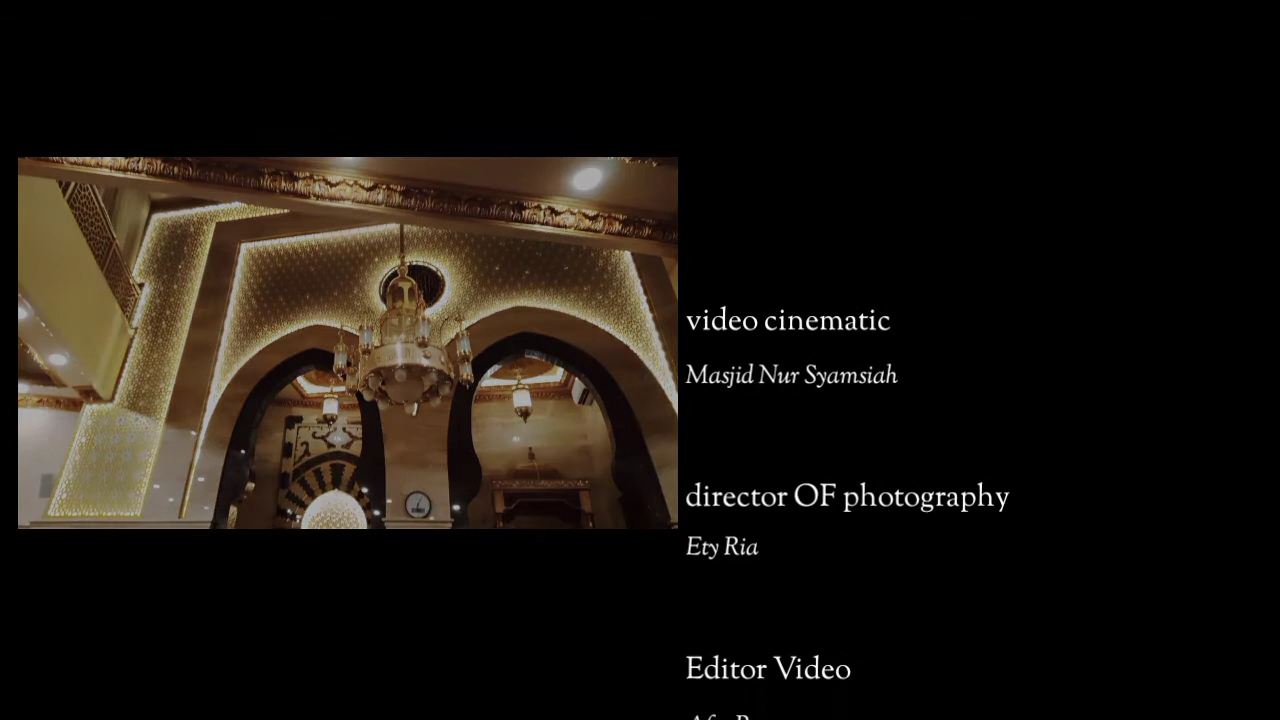 video cinematic
Masjid Nur Syamsiah
director OF photography
Ety Ria
Editor Video